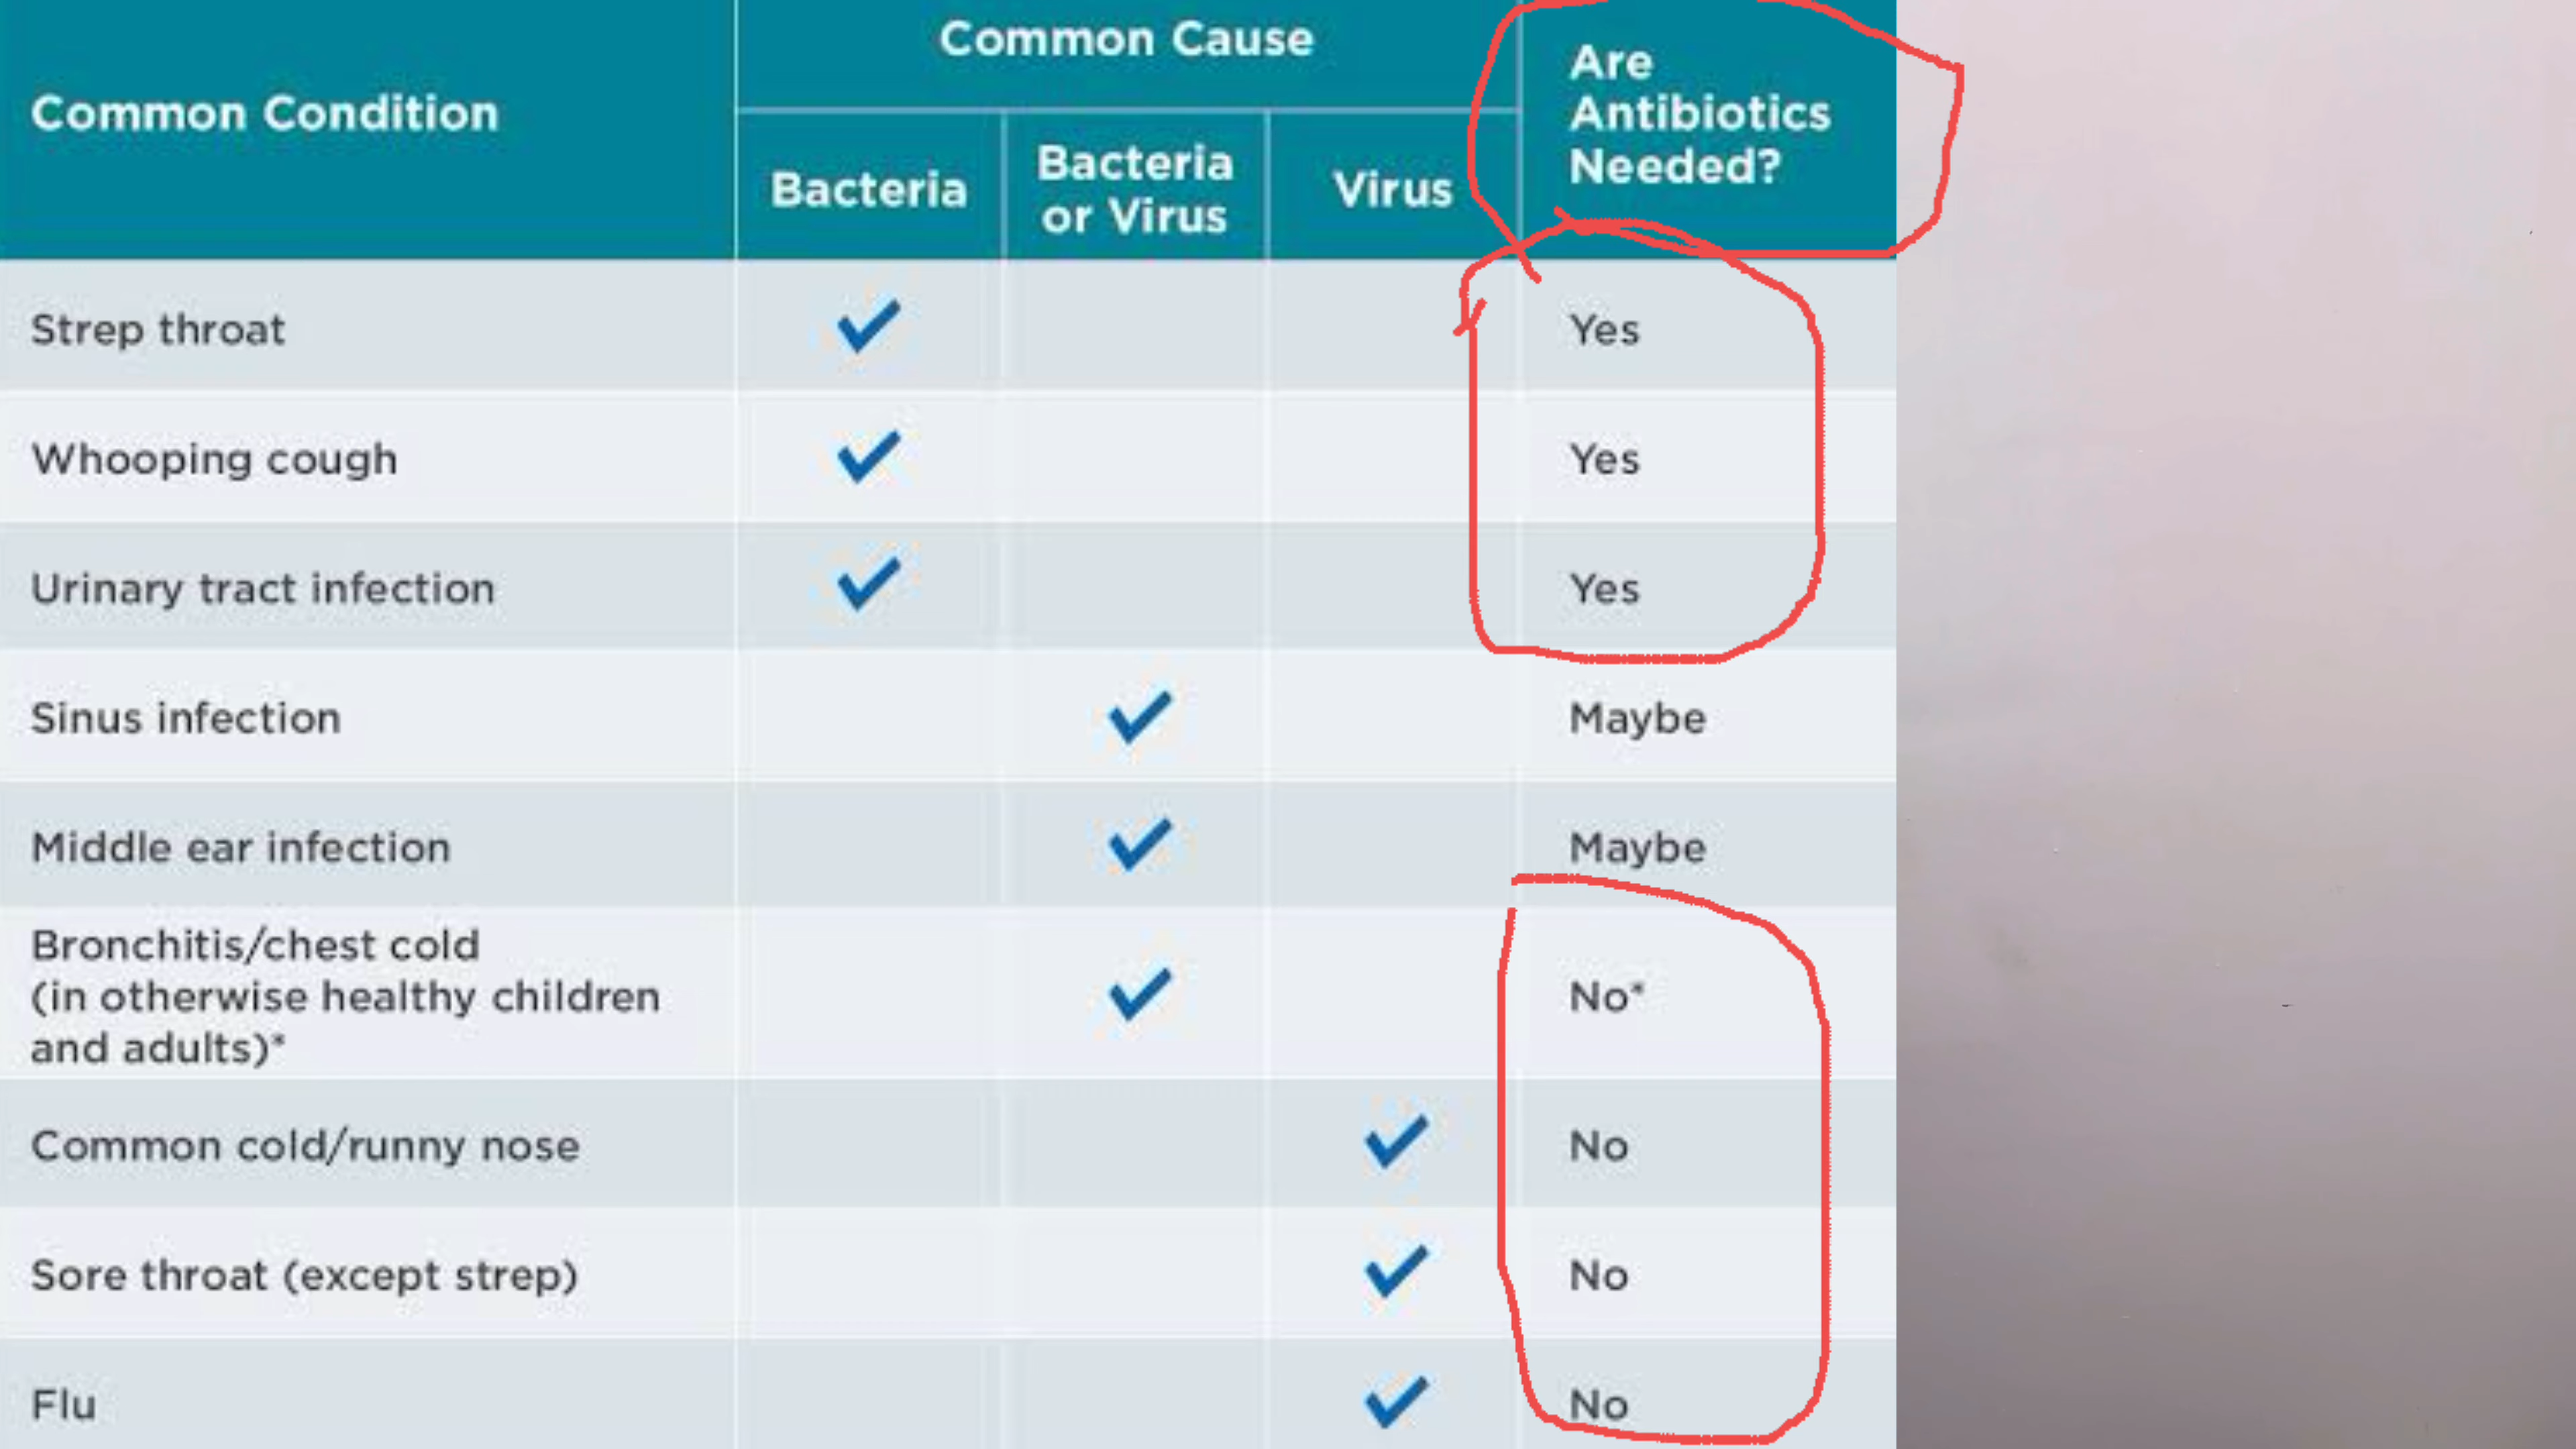 Common Condition
Common Cause
Are
Antibiotics
Needed?
Bacteria
Bacteria
or Virus
Virus
Strep throat
Yes
Whooping cough
Yes
Urinary tract infection
Yes
Sinus infection
Maybe
Middle ear infection
Maybe
Bronchitis/chest cold
(in otherwise healthy children
and adults)*
No*
Common cold/runny nose
No
Sore throat (except strep)
No
Flu
No